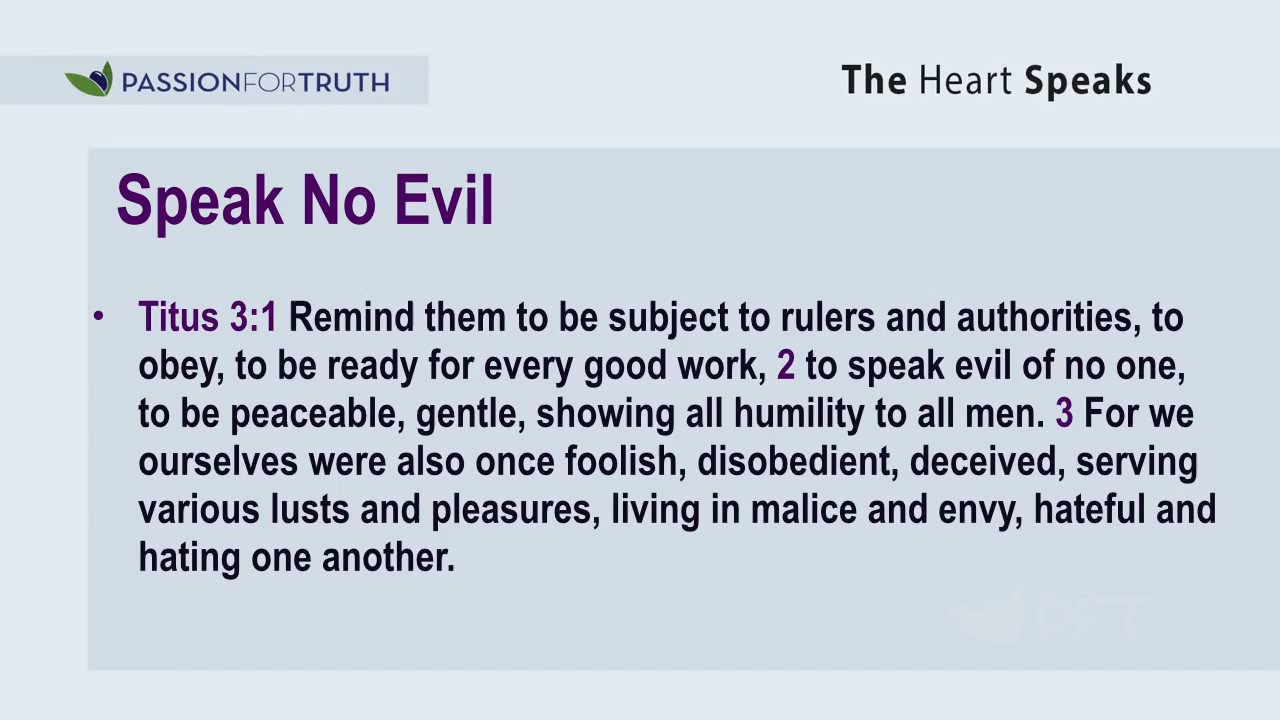 PASSIONFORTRUTH
The Heart Speaks
Speak No Evil
• Titus 3:1 Remind them to be subject to rulers and authorities, to
obey, to be ready for every good work, 2 to speak evil of no one,
to be peaceable, gentle, showing all humility to all men. 3 For we
ourselves were also once foolish, disobedient, deceived, serving
various lusts and pleasures, living in malice and envy, hateful and
hating one another.
PFT